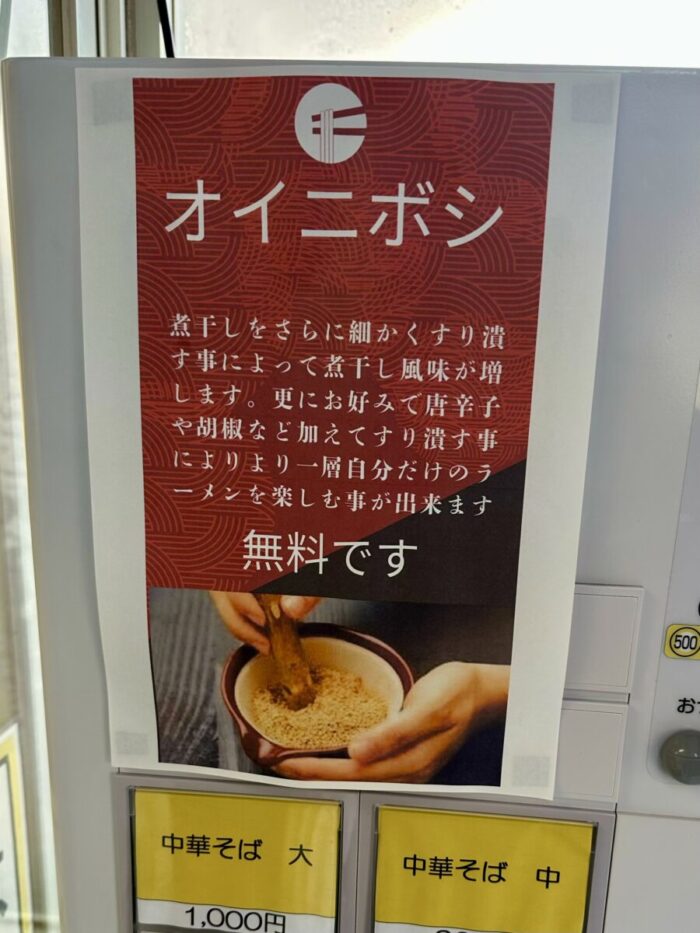 オイニボシ
煮干しをさらに細かくすり潰
す事によって煮干し風味が増
します。更にお好みで唐辛子
や胡椒など加えてすり潰す事
によりより一層自分だけのラ
ーメンを楽しむ事が出来ます
無料です
500
お
中華そば 大
中華そば 中
1,000円